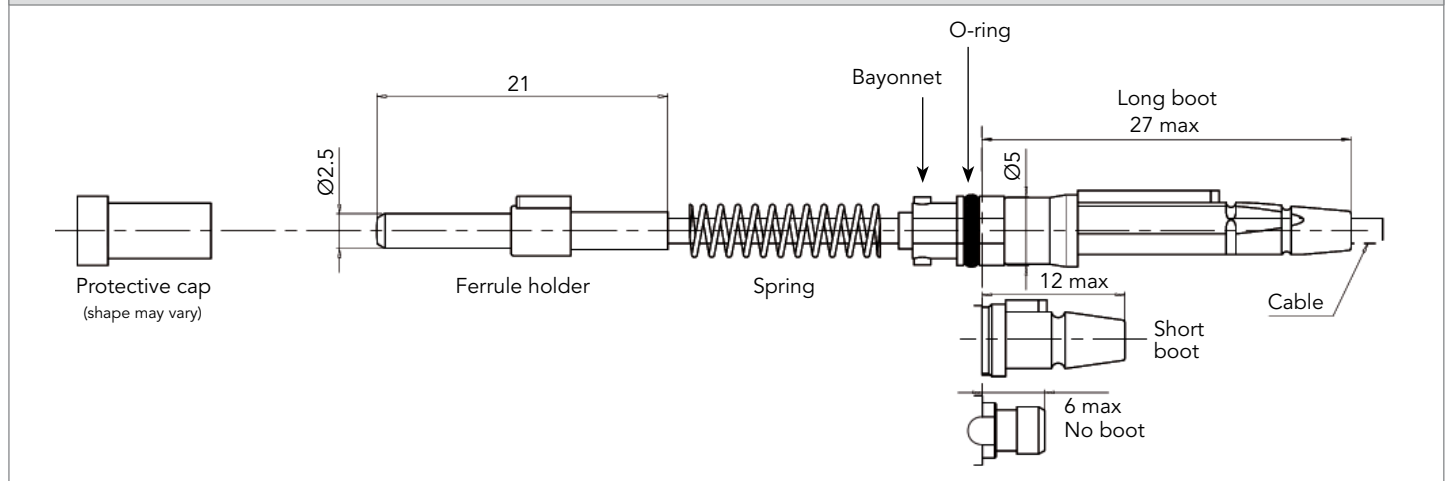 O-ring
Bayonnet
21
Long boot
27 max
Ø2.5
Ø5
Protective cap
(shape may vary)
Ferrule holder
Spring
12 max
Cable
Short
boot
6 max
No boot